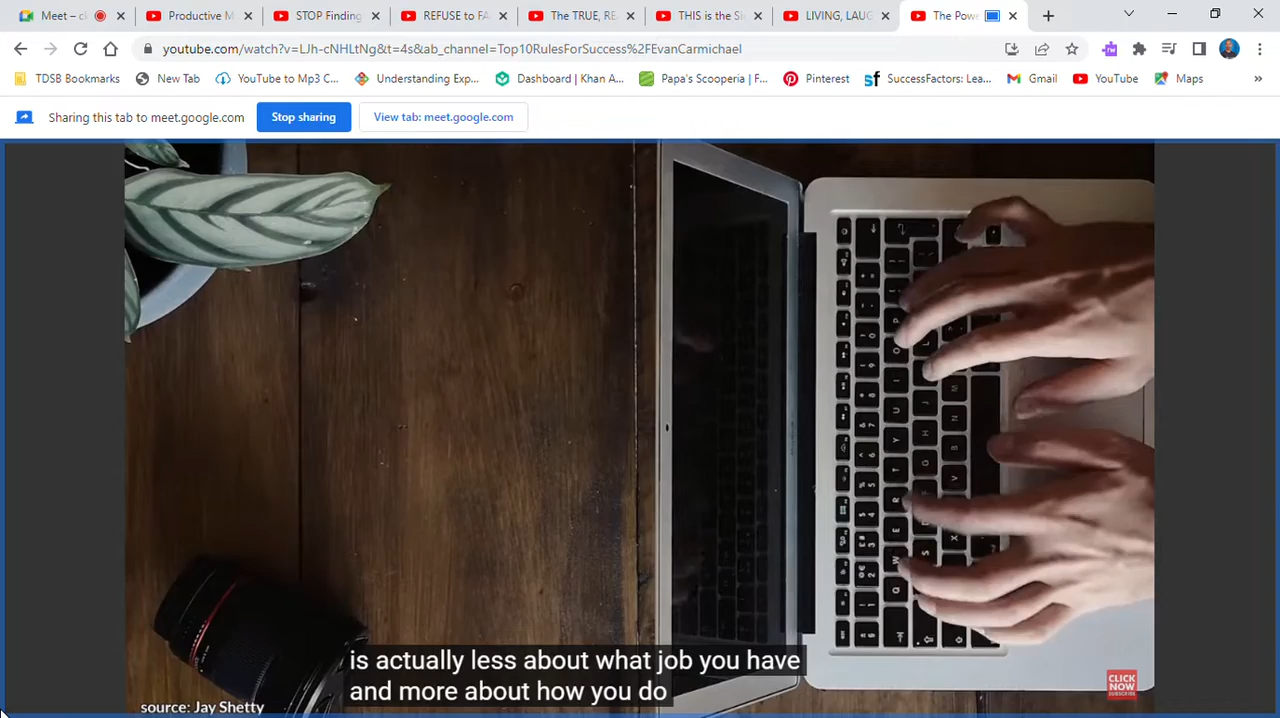 Meet – c
Productive M
STOP Finding
REFUSE to FA
The TRUE, RE
THIS is the S
LIVING, LAUG
The Powe
youtube.com/watch?v=LJh-cNHLtNg&t=4s&ab_channel=Top10RulesForSuccess%2FEvanCarmichael
TDSB Bookmarks
New Tab
YouTube to Mp3 C...
Understanding Exp...
Dashboard | Khan A...
Papa's Scooperia | F...
Pinterest
SuccessFactors: Lea...
Gmail
YouTube
Maps
»
Sharing this tab to meet.google.com
Stop sharing
View tab: meet.google.com
is actually less about what job you have
and more about how you do
source: Jay Shetty
CLICK
NOW
SUBSCRIBE